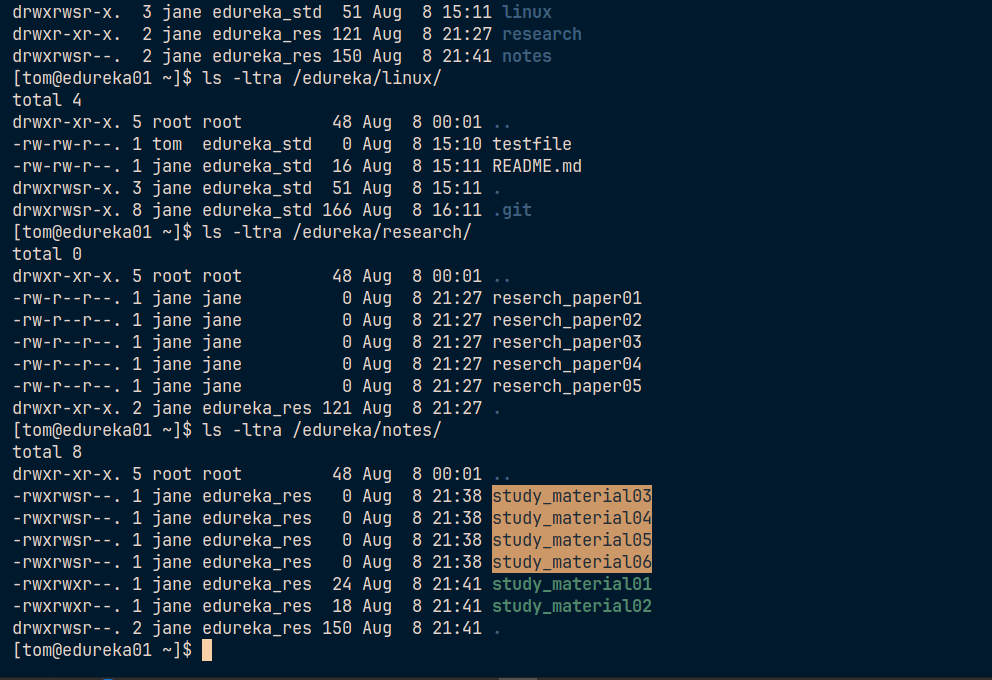 drwxrwsr-x.  3 jane edureka_std  51 Aug  8 15:11 linux
drwxr-xr-x.  2 jane edureka_res 121 Aug  8 21:27 research
drwxrwsr--.  2 jane edureka_res 150 Aug  8 21:41 notes
[tom@edureka01 ~]$ ls -ltra /edureka/linux/
total 4
drwxr-xr-x. 5 root root         48 Aug  8 00:01 ..
-rw-rw-r--. 1 tom  edureka_std   0 Aug  8 15:10 testfile
-rw-rw-r--. 1 jane edureka_std  16 Aug  8 15:11 README.md
drwxrwsr-x. 3 jane edureka_std  51 Aug  8 15:11 .
drwxrwsr-x. 8 jane edureka_std 166 Aug  8 16:11 .git
[tom@edureka01 ~]$ ls -ltra /edureka/research/
total 0
drwxr-xr-x. 5 root root         48 Aug  8 00:01 ..
-rw-r--r--. 1 jane jane          0 Aug  8 21:27 reserch_paper01
-rw-r--r--. 1 jane jane          0 Aug  8 21:27 reserch_paper02
-rw-r--r--. 1 jane jane          0 Aug  8 21:27 reserch_paper03
-rw-r--r--. 1 jane jane          0 Aug  8 21:27 reserch_paper04
-rw-r--r--. 1 jane jane          0 Aug  8 21:27 reserch_paper05
drwxr-xr-x. 2 jane edureka_res 121 Aug  8 21:27 .
[tom@edureka01 ~]$ ls -ltra /edureka/notes/
total 8
drwxr-xr-x. 5 root root         48 Aug  8 00:01 ..
-rwxrwsr--. 1 jane edureka_res   0 Aug  8 21:38 study_material03
-rwxrwsr--. 1 jane edureka_res   0 Aug  8 21:38 study_material04
-rwxrwsr--. 1 jane edureka_res   0 Aug  8 21:38 study_material05
-rwxrwsr--. 1 jane edureka_res   0 Aug  8 21:38 study_material06
-rwxrwxr--. 1 jane edureka_res  24 Aug  8 21:41 study_material01
-rwxrwxr--. 1 jane edureka_res  18 Aug  8 21:41 study_material02
drwxrwsr--. 2 jane edureka_res 150 Aug  8 21:41 .
[tom@edureka01 ~]$